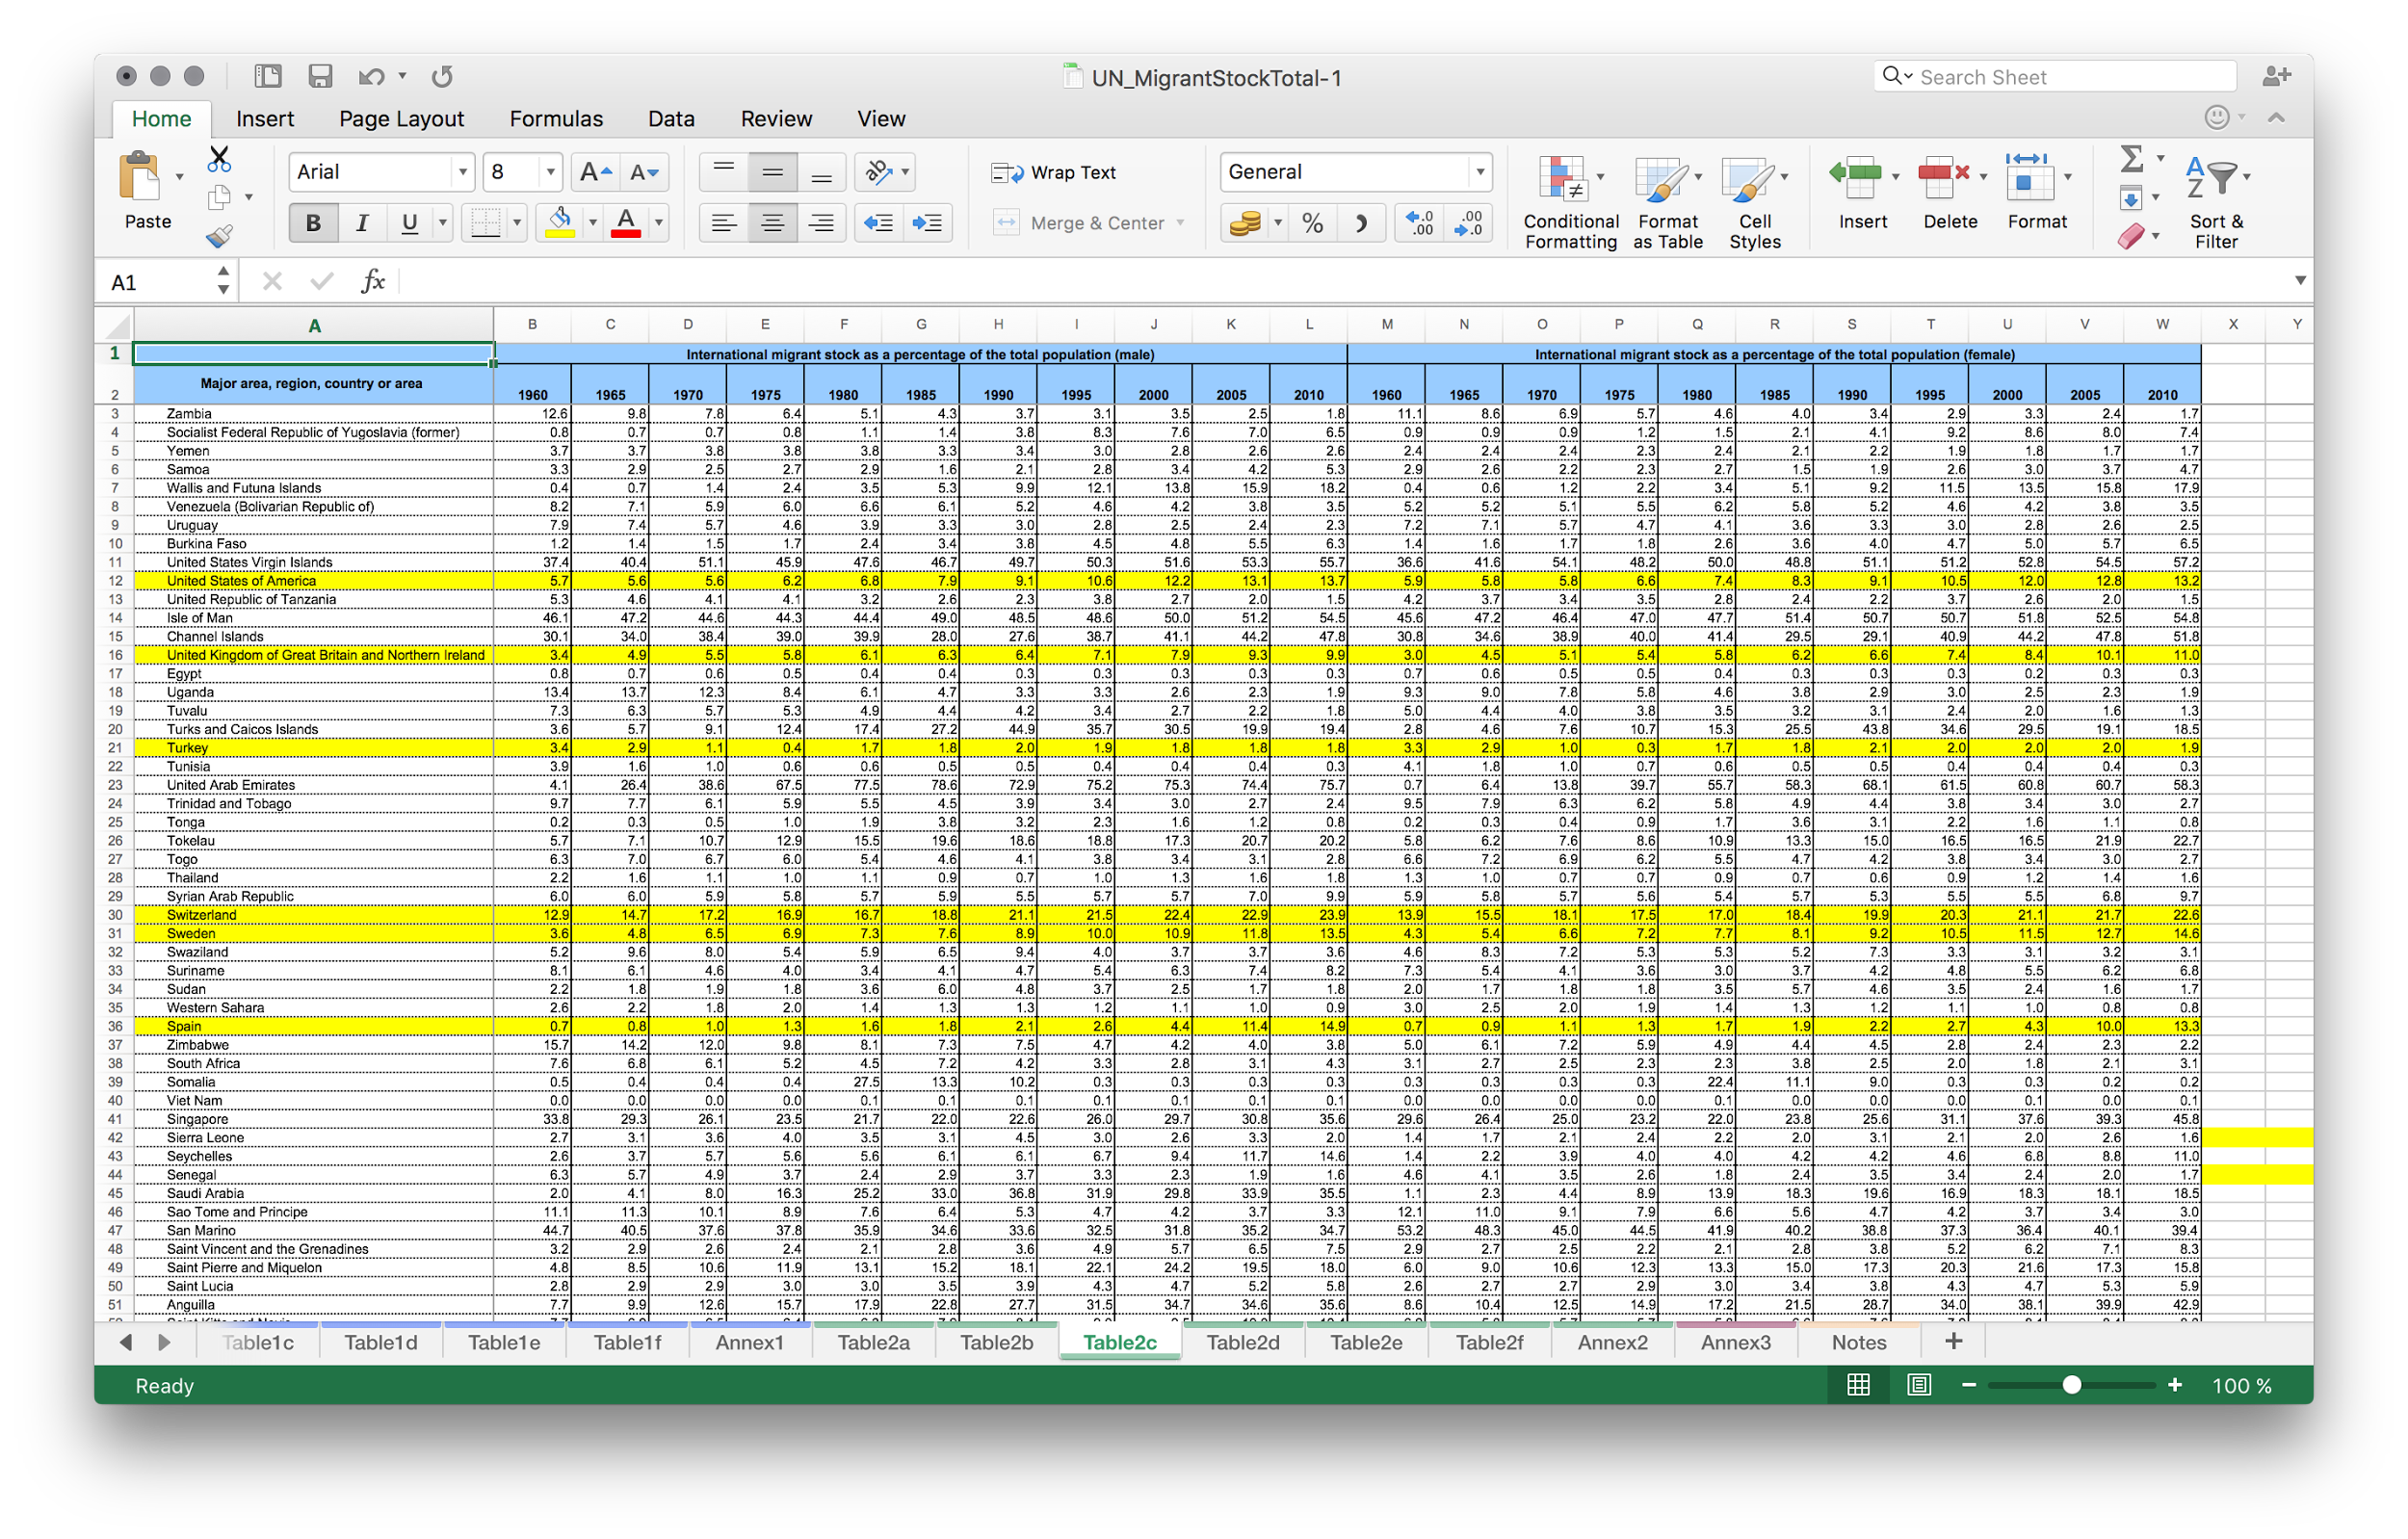 UN_MigrantStockTotal-1
Search Sheet
Home Insert Page Layout Formulas Data Review View
Paste
Arial 8 A A
Wrap Text
General
B I U A
Merge & Center
% .0 .00 .00 .0
Conditional Formatting
Format as Table
Cell Styles
Insert
Delete
Format
Sort & Filter
A1 fx
A B C D E F G H I J K L M N O P Q R S T U V W X Y
1 International migrant stock as a percentage of the total population (male) International migrant stock as a percentage of the total population (female)
2 Major area, region, country or area 1960 1965 1970 1975 1980 1985 1990 1995 2000 2005 2010 1960 1965 1970 1975 1980 1985 1990 1995 2000 2005 2010
3 Zambia 12.6 9.8 7.8 6.4 5.1 4.3 3.7 3.1 3.5 2.5 1.8 11.1 8.6 6.9 5.7 4.6 4.0 3.4 2.9 3.3 2.4 1.7
4 Socialist Federal Republic of Yugoslavia (former) 0.8 0.7 0.7 0.8 1.1 1.4 3.8 8.3 7.6 7.0 6.5 0.9 0.9 0.9 1.2 1.5 2.1 4.1 9.2 8.6 8.0 7.4
5 Yemen 3.7 3.7 3.8 3.8 3.8 3.3 3.4 3.0 2.8 2.6 2.6 2.4 2.4 2.4 2.3 2.4 2.1 2.2 1.9 1.8 1.7 1.7
6 Samoa 3.3 2.9 2.5 2.7 2.9 1.6 2.1 2.8 3.4 4.2 5.3 2.9 2.6 2.2 2.3 2.7 1.5 1.9 2.6 3.0 3.7 4.7
7 Wallis and Futuna Islands 0.4 0.7 1.4 2.4 3.5 5.3 9.9 12.1 13.8 15.9 18.2 0.4 0.6 1.2 2.2 3.4 5.1 9.2 11.5 13.5 15.8 17.9
8 Venezuela (Bolivarian Republic of) 8.2 7.1 5.9 6.0 6.6 6.1 5.2 4.6 4.2 3.8 3.5 5.2 5.2 5.1 5.5 6.2 5.8 5.2 4.6 4.2 3.8 3.5
9 Uruguay 7.9 7.4 5.7 4.6 3.9 3.3 3.0 2.8 2.5 2.4 2.3 7.2 7.1 5.7 4.7 4.1 3.6 3.3 3.0 2.8 2.6 2.5
10 Burkina Faso 1.2 1.4 1.5 1.7 2.4 3.4 3.8 4.5 4.8 5.5 6.3 1.4 1.6 1.7 1.8 2.6 3.6 4.0 4.7 5.0 5.7 6.5
11 United States Virgin Islands 37.4 40.4 51.1 45.9 47.6 46.7 49.7 50.3 51.6 53.3 55.7 36.6 41.6 54.1 48.2 50.0 48.8 51.1 51.2 52.8 54.5 57.2
12 United States of America 5.7 5.6 5.6 6.2 6.8 7.9 9.1 10.6 12.2 13.1 13.7 5.9 5.8 5.8 6.6 7.4 8.3 9.1 10.5 12.0 12.8 13.2
13 United Republic of Tanzania 5.3 4.6 4.1 4.1 3.2 2.6 2.3 3.8 2.7 2.0 1.5 4.2 3.7 3.4 3.5 2.8 2.4 2.2 3.7 2.6 2.0 1.5
14 Isle of Man 46.1 47.2 44.6 44.3 44.4 49.0 48.5 48.6 50.0 51.2 54.5 45.6 47.2 46.4 47.0 47.7 51.4 50.7 50.7 51.8 52.5 54.8
15 Channel Islands 30.1 34.0 38.4 39.0 39.9 28.0 27.6 38.7 41.1 44.2 47.8 30.8 34.6 38.9 40.0 41.4 29.5 29.1 40.9 44.2 47.8 51.8
16 United Kingdom of Great Britain and Northern Ireland 3.4 4.9 5.5 5.8 6.1 6.3 6.4 7.1 7.9 9.3 9.9 3.0 4.5 5.1 5.4 5.8 6.2 6.6 7.4 8.4 10.1 11.0
17 Egypt 0.8 0.7 0.6 0.5 0.4 0.4 0.3 0.3 0.3 0.3 0.3 0.7 0.6 0.5 0.5 0.4 0.3 0.3 0.3 0.2 0.3 0.3
18 Uganda 13.4 13.7 12.3 8.4 6.1 4.7 3.3 3.3 2.6 2.3 1.9 9.3 9.0 7.8 5.8 4.6 3.8 2.9 3.0 2.5 2.3 1.9
19 Tuvalu 7.3 6.3 5.7 5.3 4.9 4.4 4.2 3.4 2.7 2.2 1.8 5.0 4.4 4.0 3.8 3.5 3.2 3.1 2.4 2.0 1.6 1.3
20 Turks and Caicos Islands 3.6 5.7 9.1 12.4 17.4 27.2 44.9 35.7 30.5 19.9 19.4 2.8 4.6 7.6 10.7 15.3 25.5 43.8 34.6 29.5 19.1 18.5
21 Turkey 3.4 2.9 1.1 0.4 1.7 1.8 2.0 1.9 1.8 1.8 1.8 3.3 2.9 1.0 0.3 1.7 1.8 2.1 2.0 2.0 2.0 1.9
22 Tunisia 3.9 1.6 1.0 0.6 0.6 0.5 0.5 0.4 0.4 0.4 0.3 4.1 1.8 1.0 0.7 0.6 0.5 0.5 0.4 0.4 0.4 0.3
23 United Arab Emirates 4.1 26.4 38.6 67.5 77.5 78.6 72.9 75.2 75.3 74.4 75.7 0.7 6.4 13.8 39.7 55.7 58.3 68.1 61.5 60.8 60.7 58.3
24 Trinidad and Tobago 9.7 7.7 6.1 5.9 5.5 4.5 3.9 3.4 3.0 2.7 2.4 9.5 7.9 6.3 6.2 5.8 4.9 4.4 3.8 3.4 3.0 2.7
25 Tonga 0.2 0.3 0.5 1.0 1.9 3.8 3.2 2.3 1.6 1.2 0.8 0.2 0.3 0.4 0.9 1.7 3.6 3.1 2.2 1.6 1.1 0.8
26 Tokelau 5.7 7.1 10.7 12.9 15.5 19.6 18.6 18.8 17.3 20.7 20.2 5.8 6.2 7.6 8.6 10.9 13.3 15.0 16.5 16.5 21.9 22.7
27 Togo 6.3 7.0 6.7 6.0 5.4 4.6 4.1 3.8 3.4 3.1 2.8 6.6 7.2 6.9 6.2 5.5 4.7 4.2 3.8 3.4 3.0 2.7
28 Thailand 2.2 1.6 1.1 1.0 1.1 0.9 0.7 1.0 1.3 1.6 1.8 1.3 1.0 0.7 0.7 0.9 0.7 0.6 0.9 1.2 1.4 1.6
29 Syrian Arab Republic 6.0 6.0 5.9 5.8 5.7 5.9 5.5 5.7 5.7 7.0 9.9 5.9 5.8 5.7 5.6 5.4 5.7 5.3 5.5 5.5 6.8 9.7
30 Switzerland 12.9 14.7 17.2 16.9 16.7 18.8 21.1 21.5 22.4 22.9 23.9 13.9 15.5 18.1 17.5 17.0 18.4 19.9 20.3 21.1 21.7 22.6
31 Sweden 3.6 4.8 6.5 6.9 7.3 7.6 8.9 10.0 10.9 11.8 13.5 4.3 5.4 6.6 7.2 7.7 8.1 9.2 10.5 11.5 12.7 14.6
32 Swaziland 5.2 9.6 8.0 5.4 5.9 6.5 9.4 4.0 3.7 3.7 3.6 4.6 8.3 7.2 5.3 5.3 5.2 7.3 3.3 3.1 3.2 3.1
33 Suriname 8.1 6.1 4.6 4.0 3.4 4.1 4.7 5.4 6.3 7.4 8.2 7.3 5.4 4.1 3.6 3.0 3.7 4.2 4.8 5.5 6.2 6.8
34 Sudan 2.2 1.8 1.9 1.8 3.6 6.0 4.8 3.7 2.5 1.7 1.8 2.0 1.7 1.8 1.8 3.5 5.7 4.6 3.5 2.4 1.6 1.7
35 Western Sahara 2.6 2.2 1.8 2.0 1.4 1.3 1.3 1.2 1.1 1.0 0.9 3.0 2.5 2.0 1.9 1.4 1.3 1.2 1.1 1.0 0.8 0.8
36 Spain 0.7 0.8 1.0 1.3 1.6 1.8 2.1 2.6 4.4 11.4 14.9 0.7 0.9 1.1 1.3 1.7 1.9 2.2 2.7 4.3 10.0 13.3
37 Zimbabwe 15.7 14.2 12.0 9.8 8.1 7.3 7.5 4.7 4.2 4.0 3.8 5.0 6.1 7.2 5.9 4.9 4.4 4.5 2.8 2.4 2.3 2.2
38 South Africa 7.6 6.8 6.1 5.2 4.5 7.2 4.2 3.3 2.8 3.1 4.3 3.1 2.7 2.5 2.3 2.3 3.8 2.5 2.0 1.8 2.1 3.1
39 Somalia 0.5 0.4 0.4 0.4 27.5 13.3 10.2 0.3 0.3 0.3 0.3 0.3 0.3 0.3 0.3 22.4 11.1 9.0 0.3 0.3 0.2 0.2
40 Viet Nam 0.0 0.0 0.0 0.0 0.1 0.1 0.1 0.1 0.1 0.1 0.1 0.0 0.0 0.0 0.0 0.1 0.0 0.0 0.0 0.1 0.0 0.1
41 Singapore 33.8 29.3 26.1 23.5 21.7 22.0 22.6 26.0 29.7 30.8 35.6 29.6 26.4 25.0 23.2 22.0 23.8 25.6 31.1 37.6 39.3 45.8
42 Sierra Leone 2.7 3.1 3.6 4.0 3.5 3.1 4.5 3.0 2.6 3.3 2.0 1.4 1.7 2.1 2.4 2.2 2.0 3.1 2.1 2.0 2.6 1.6
43 Seychelles 2.6 3.7 5.7 5.6 5.6 6.1 6.1 6.7 9.4 11.7 14.6 1.4 2.2 3.9 4.0 4.0 4.2 4.2 4.6 6.8 8.8 11.0
44 Senegal 6.3 5.7 4.9 3.7 2.4 2.9 3.7 3.3 2.3 1.9 1.6 4.6 4.1 3.5 2.6 1.8 2.4 3.5 3.4 2.4 2.0 1.7
45 Saudi Arabia 2.0 4.1 8.0 16.3 25.2 33.0 36.8 31.9 29.8 33.9 35.5 1.1 2.3 4.4 8.9 13.9 18.3 19.6 16.9 18.3 18.1 18.5
46 Sao Tome and Principe 11.1 11.3 10.1 8.9 7.6 6.4 5.3 4.7 4.2 3.7 3.3 12.1 11.0 9.1 7.9 6.6 5.6 4.7 4.2 3.7 3.4 3.0
47 San Marino 44.7 40.5 37.6 37.8 35.9 34.6 33.6 32.5 31.8 35.2 34.7 53.2 48.3 45.0 44.5 41.9 40.2 38.8 37.3 36.4 40.1 39.4
48 Saint Vincent and the Grenadines 3.2 2.9 2.6 2.4 2.1 2.8 3.6 4.9 5.7 6.5 7.5 2.9 2.7 2.5 2.2 2.1 2.8 3.8 5.2 6.2 7.1 8.3
49 Saint Pierre and Miquelon 4.8 8.5 10.6 11.9 13.1 15.2 18.1 22.1 24.2 19.5 18.0 6.0 9.0 10.6 12.3 13.3 15.0 17.3 20.3 21.6 17.3 15.8
50 Saint Lucia 2.8 2.9 2.9 3.0 3.0 3.5 3.9 4.3 4.7 5.2 5.8 2.6 2.7 2.7 2.9 3.0 3.4 3.8 4.3 4.7 5.3 5.9
51 Anguilla 7.7 9.9 12.6 15.7 17.9 22.8 27.7 31.5 34.7 34.6 35.6 8.6 10.4 12.5 14.9 17.2 21.5 28.7 34.0 38.1 39.9 42.9
Table1c Table1d Table1e Table1f Annex1 Table2a Table2b Table2c Table2d Table2e Table2f Annex2 Annex3 Notes +
Ready 100 %